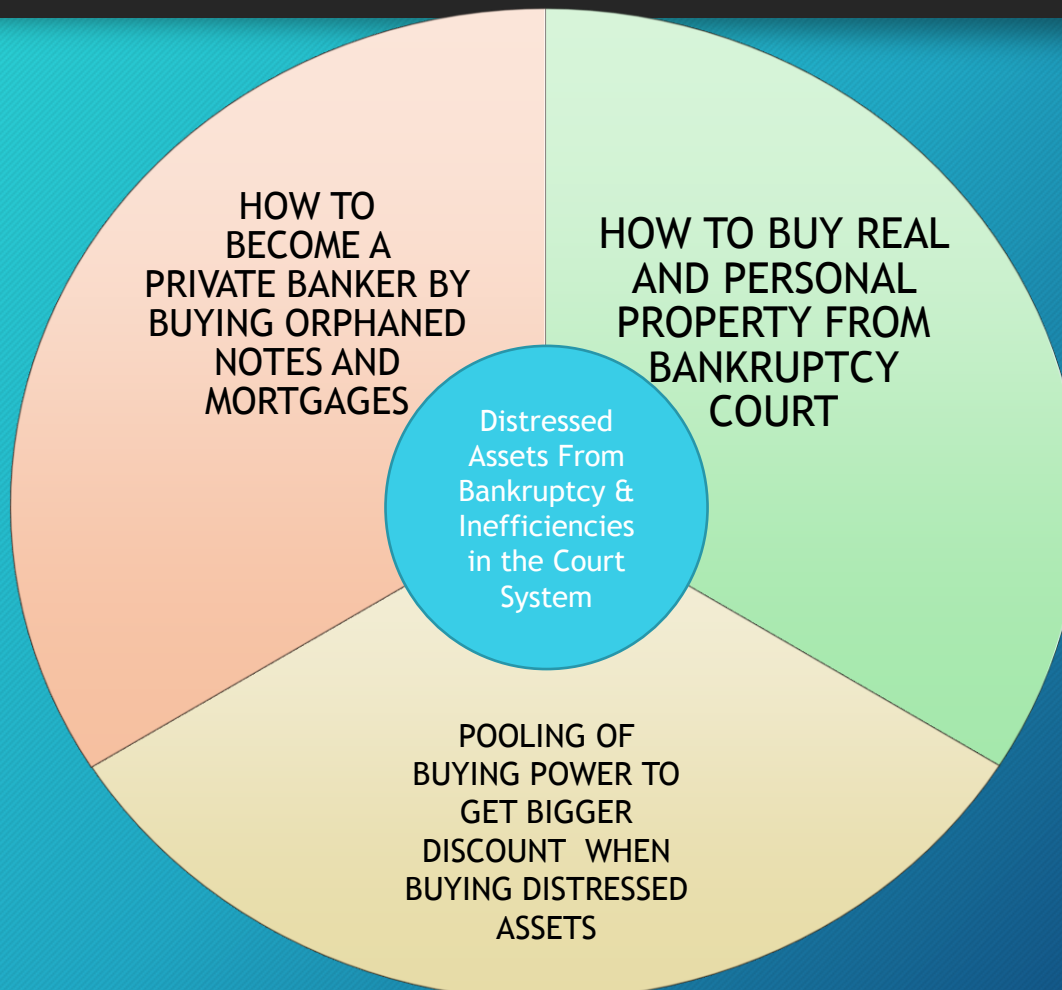 HOW TO
BECOME A
PRIVATE BANKER BY
BUYING ORPHANED
NOTES AND
MORTGAGES
HOW TO BUY REAL
AND PERSONAL
PROPERTY FROM
BANKRUPTCY
COURT
Distressed
Assets From
Bankruptcy &
Inefficiencies
in the Court
System
POOLING OF
BUYING POWER TO
GET BIGGER
DISCOUNT  WHEN
BUYING DISTRESSED
ASSETS